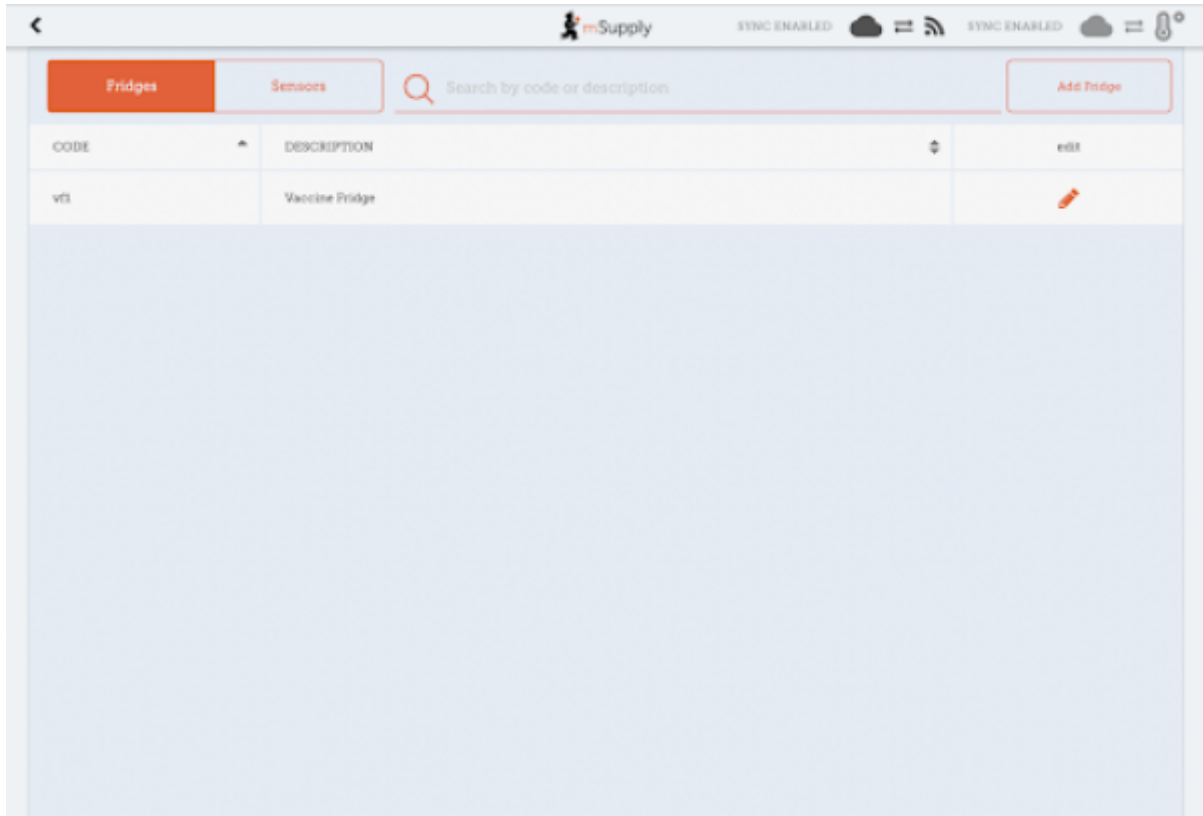 mSupply SYNC ENABLED SYNC ENABLED
Fridges Sensors Search by code or description Add Fridge
CODE DESCRIPTION edit
vf1 Vaccine Fridge